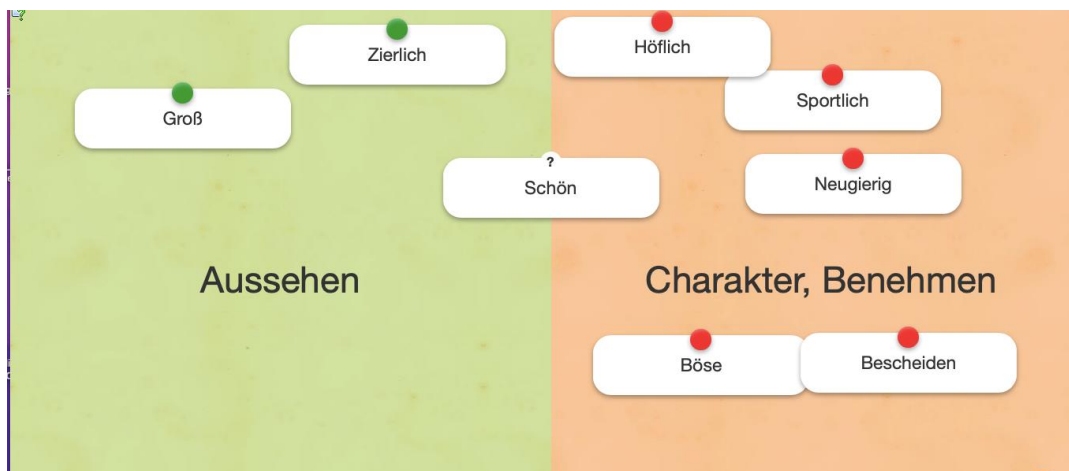 Zierlich
Höflich
Sportlich
Groß
?
Schön
Neugierig
Aussehen
Charakter, Benehmen
Böse
Bescheiden